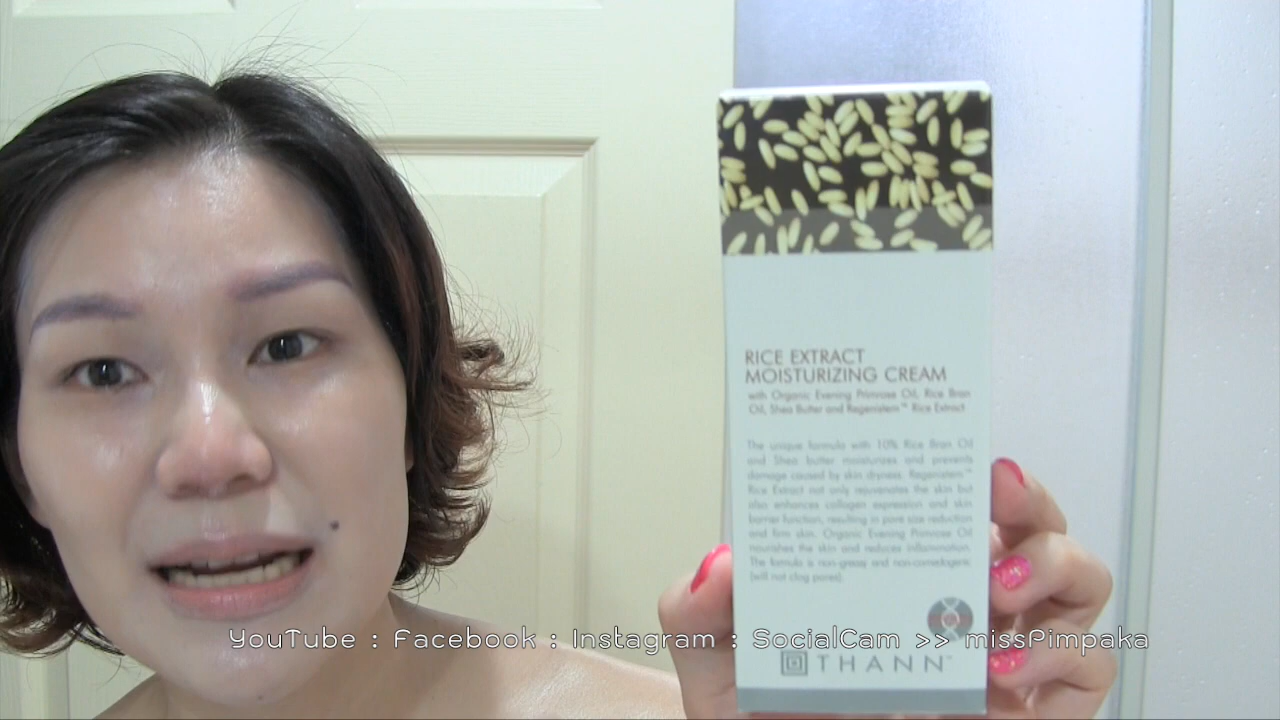 RICE EXTRACT
MOISTURIZING CREAM
with Organic Evening Primrose Oil, Rice Bran
Oil, Shea Butter and Regenistem™ Rice Extract
The unique formula with 10% Rice Bran Oil
and Shea butter moisturizes and prevents
damage caused by skin dryness. Regenistem™
Rice Extract not only rejuvenates the skin but
also enhances collagen expression and skin
barrier function, resulting in pore size reduction
and firm skin. Organic Evening Primrose Oil
nourishes the skin and reduces inflammation.
The formula is non-greasy and non-comedogenic
(will not clog pores).
YouTube : Facebook : Instagram : SocialCam >> missPimpaka
THANN™